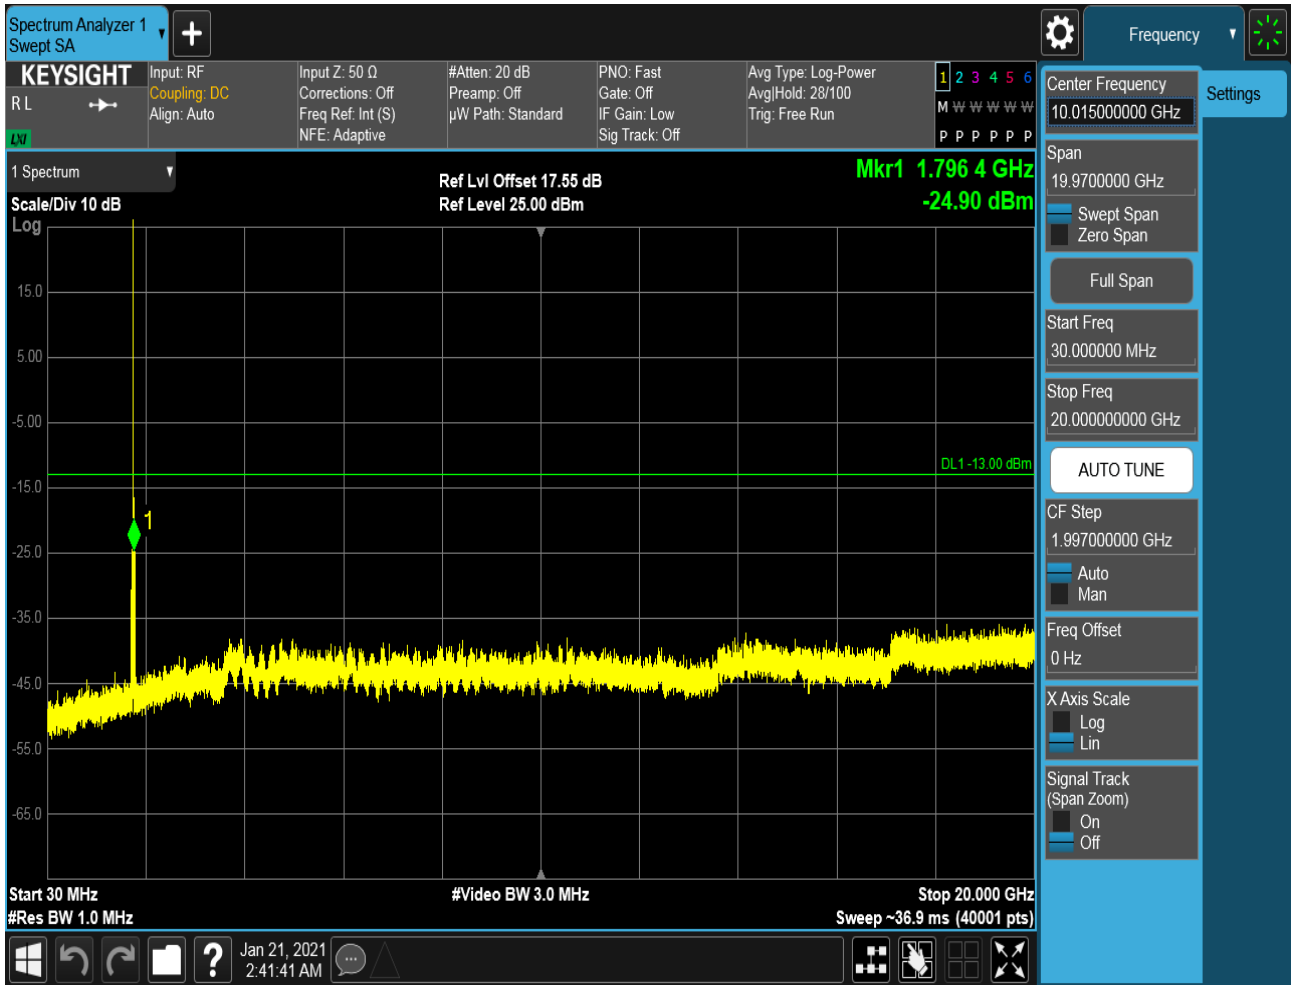 Spectrum Analyzer 1
Swept SA
Frequency
KEYSIGHT
R L
LXI
Input: RF
Coupling: DC
Align: Auto
Input Z: 50 Ω
Corrections: Off
Freq Ref: Int (S)
NFE: Adaptive
#Atten: 20 dB
Preamp: Off
µW Path: Standard
PNO: Fast
Gate: Off
IF Gain: Low
Sig Track: Off
Avg Type: Log-Power
Avg|Hold: 28/100
Trig: Free Run
1 2 3 4 5 6
M W W W W W
P P P P P P
1 Spectrum
Scale/Div 10 dB
Log
Ref Lvl Offset 17.55 dB
Ref Level 25.00 dBm
Mkr1 1.796 4 GHz
-24.90 dBm
15.0
5.00
-5.00
DL1 -13.00 dBm
-15.0
1
-25.0
-35.0
-45.0
-55.0
-65.0
Start 30 MHz
#Video BW 3.0 MHz
Stop 20.000 GHz
#Res BW 1.0 MHz
Sweep ~36.9 ms (40001 pts)
?
Jan 21, 2021
2:41:41 AM
Center Frequency
10.015000000 GHz
Settings
Span
19.9700000 GHz
Swept Span
Zero Span
Full Span
Start Freq
30.000000 MHz
Stop Freq
20.000000000 GHz
AUTO TUNE
CF Step
1.997000000 GHz
Auto
Man
Freq Offset
0 Hz
X Axis Scale
Log
Lin
Signal Track
(Span Zoom)
On
Off